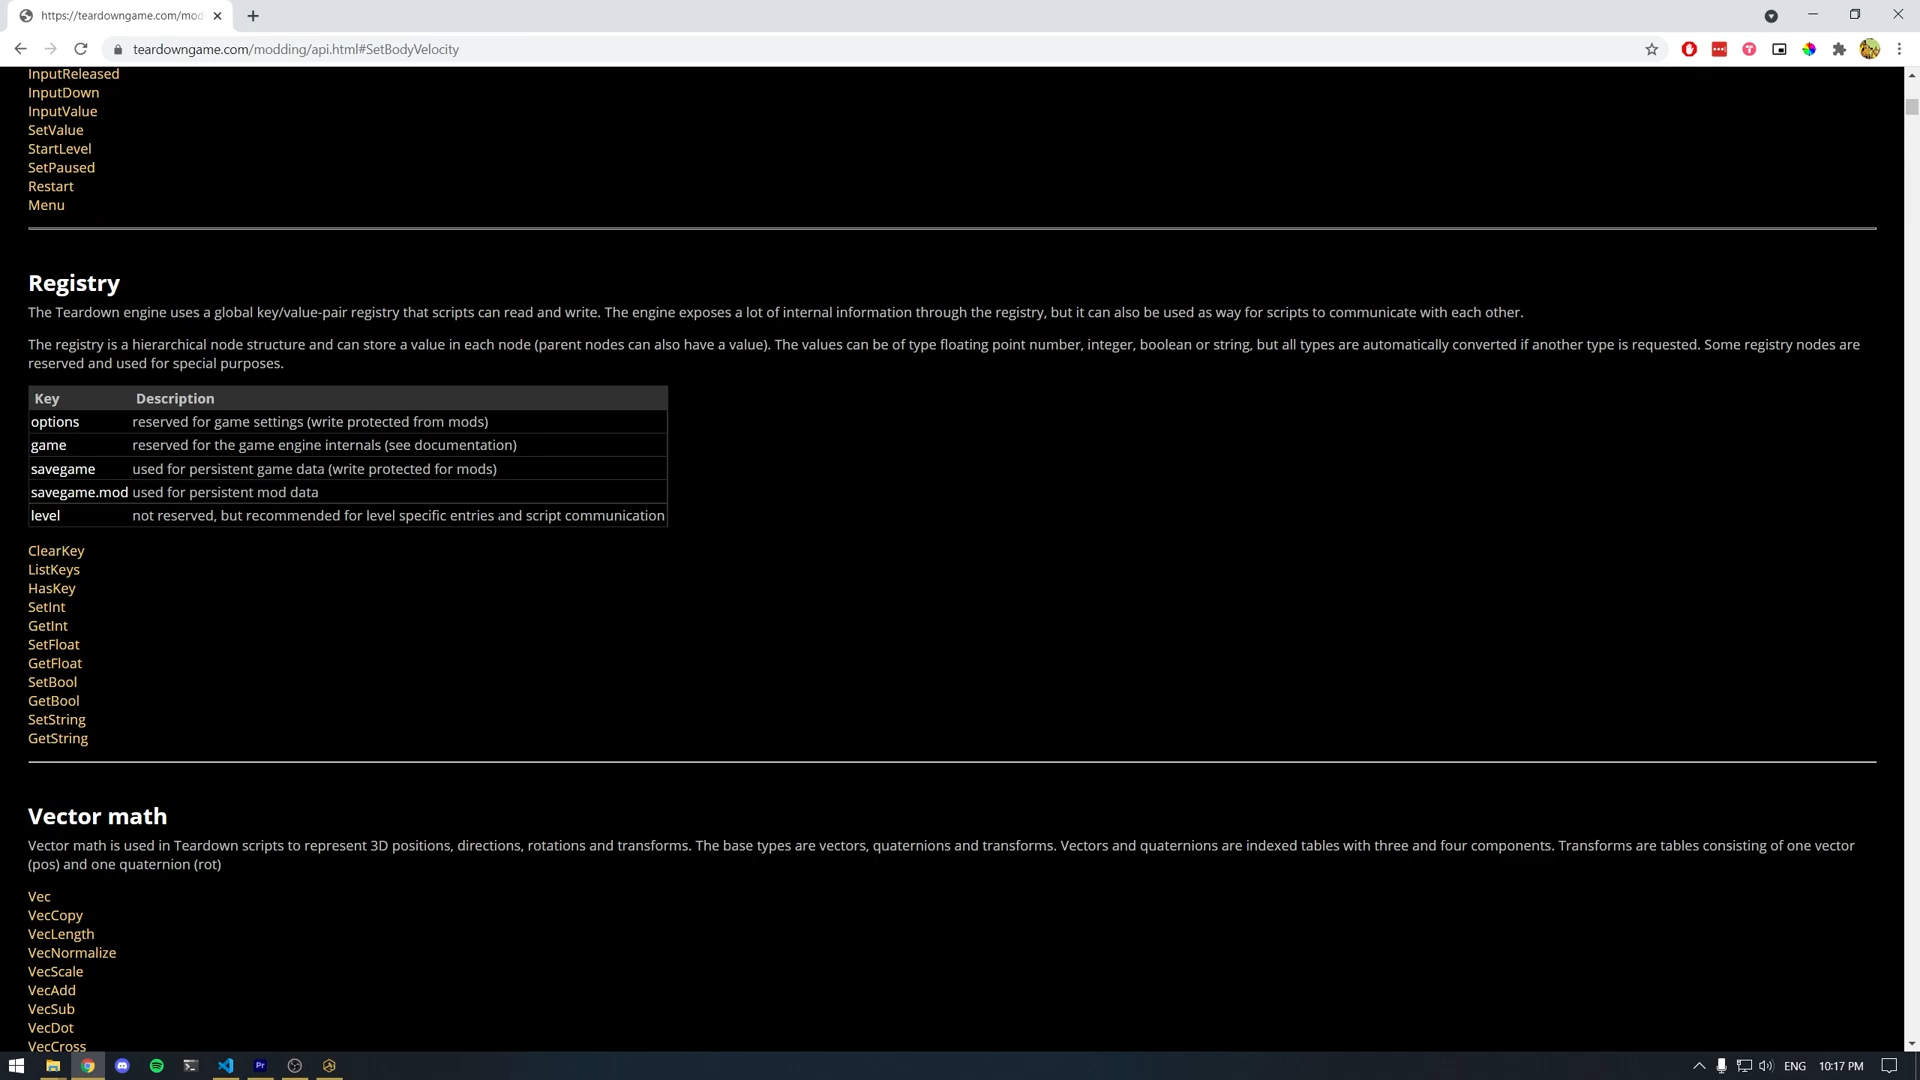 https://teardowngame.com/mod
teardowngame.com/modding/api.html#SetBodyVelocity
InputReleased
InputDown
InputValue
SetValue
StartLevel
SetPaused
Restart
Menu
Registry
The Teardown engine uses a global key/value-pair registry that scripts can read and write. The engine exposes a lot of internal information through the registry, but it can also be used as way for scripts to communicate with each other.
The registry is a hierarchical node structure and can store a value in each node (parent nodes can also have a value). The values can be of type floating point number, integer, boolean or string, but all types are automatically converted if another type is requested. Some registry nodes are
reserved and used for special purposes.
Key Description
options reserved for game settings (write protected from mods)
game reserved for the game engine internals (see documentation)
savegame used for persistent game data (write protected for mods)
savegame.mod used for persistent mod data
level not reserved, but recommended for level specific entries and script communication
ClearKey
ListKeys
HasKey
SetInt
GetInt
SetFloat
GetFloat
SetBool
GetBool
SetString
GetString
Vector math
Vector math is used in Teardown scripts to represent 3D positions, directions, rotations and transforms. The base types are vectors, quaternions and transforms. Vectors and quaternions are indexed tables with three and four components. Transforms are tables consisting of one vector
(pos) and one quaternion (rot)
Vec
VecCopy
VecLength
VecNormalize
VecScale
VecAdd
VecSub
VecDot
VecCross
Pr
ENG
10:17 PM